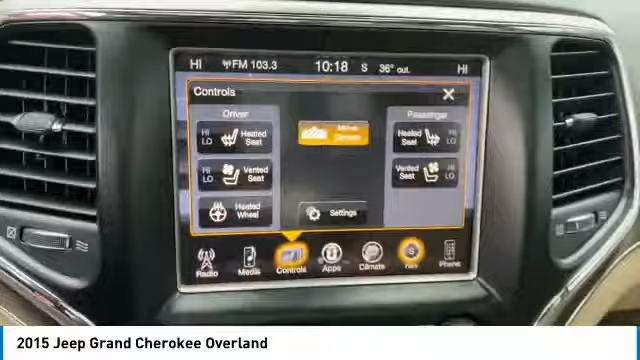 HI FM 103.3 10:18 S 36° out. HI
Controls
Driver
Passenger
HI LO Heated Seat
Heated Seat HI LO
HI LO Vented Seat
Vented Seat HI LO
Heated Wheel
Settings
Radio Media Controls Apps Climate Nav Phone
S
2015 Jeep Grand Cherokee Overland